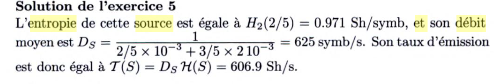 Solution de l'exercice 5
L'entropie de cette source est égale à H₂(2/5) = 0.971 Sh/symb, et son débit
moyen est D_S = 1 / (2/5 × 10⁻³ + 3/5 × 2 10⁻³) = 625 symb/s. Son taux d'émission
est donc égal à 𝒯(S) = D_S ℋ(S) = 606.9 Sh/s.